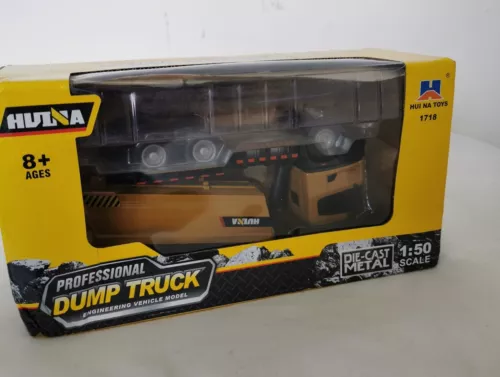 HUINA
HUI NA TOYS
1718
8+
AGES
HUINA
PROFESSIONAL
DUMP TRUCK
ENGINEERING VEHICLE MODEL
DIE-CAST
METAL
1:50
SCALE